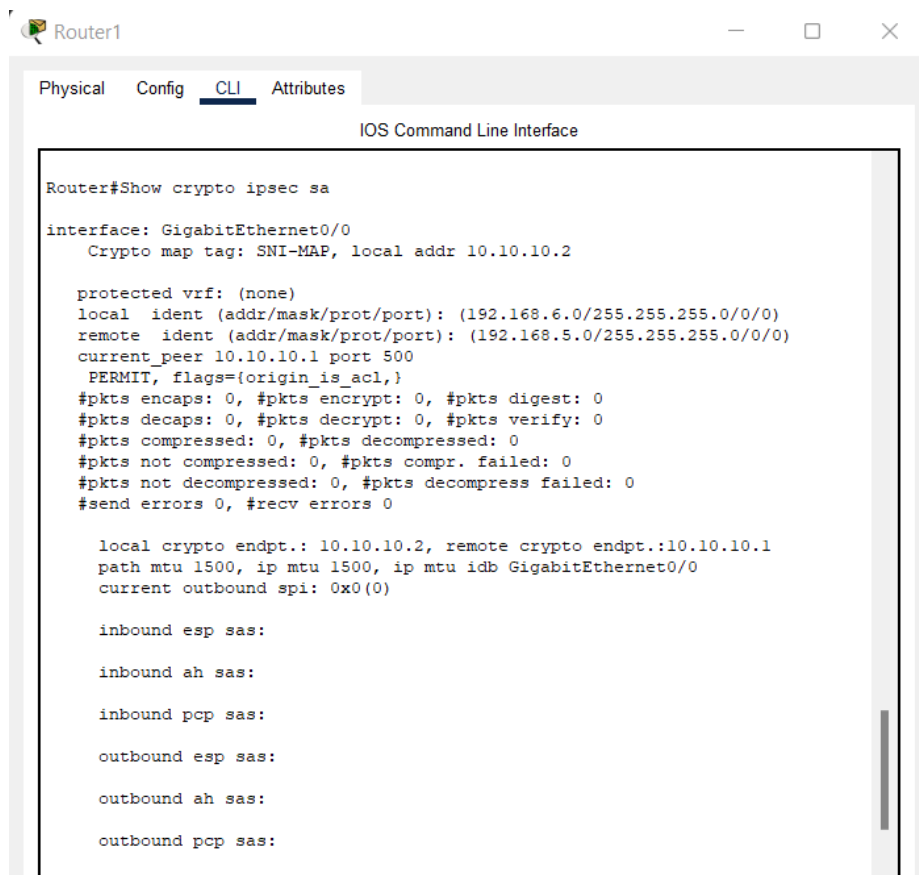 Router1
Physical Config CLI Attributes
IOS Command Line Interface
Router#Show crypto ipsec sa
interface: GigabitEthernet0/0
Crypto map tag: SNI-MAP, local addr 10.10.10.2
protected vrf: (none)
local ident (addr/mask/prot/port): (192.168.6.0/255.255.255.0/0/0)
remote ident (addr/mask/prot/port): (192.168.5.0/255.255.255.0/0/0)
current_peer 10.10.10.1 port 500
PERMIT, flags={origin_is_acl,}
#pkts encaps: 0, #pkts encrypt: 0, #pkts digest: 0
#pkts decaps: 0, #pkts decrypt: 0, #pkts verify: 0
#pkts compressed: 0, #pkts decompressed: 0
#pkts not compressed: 0, #pkts compr. failed: 0
#pkts not decompressed: 0, #pkts decompress failed: 0
#send errors 0, #recv errors 0
local crypto endpt.: 10.10.10.2, remote crypto endpt.:10.10.10.1
path mtu 1500, ip mtu 1500, ip mtu idb GigabitEthernet0/0
current outbound spi: 0x0(0)
inbound esp sas:
inbound ah sas:
inbound pcp sas:
outbound esp sas:
outbound ah sas:
outbound pcp sas: